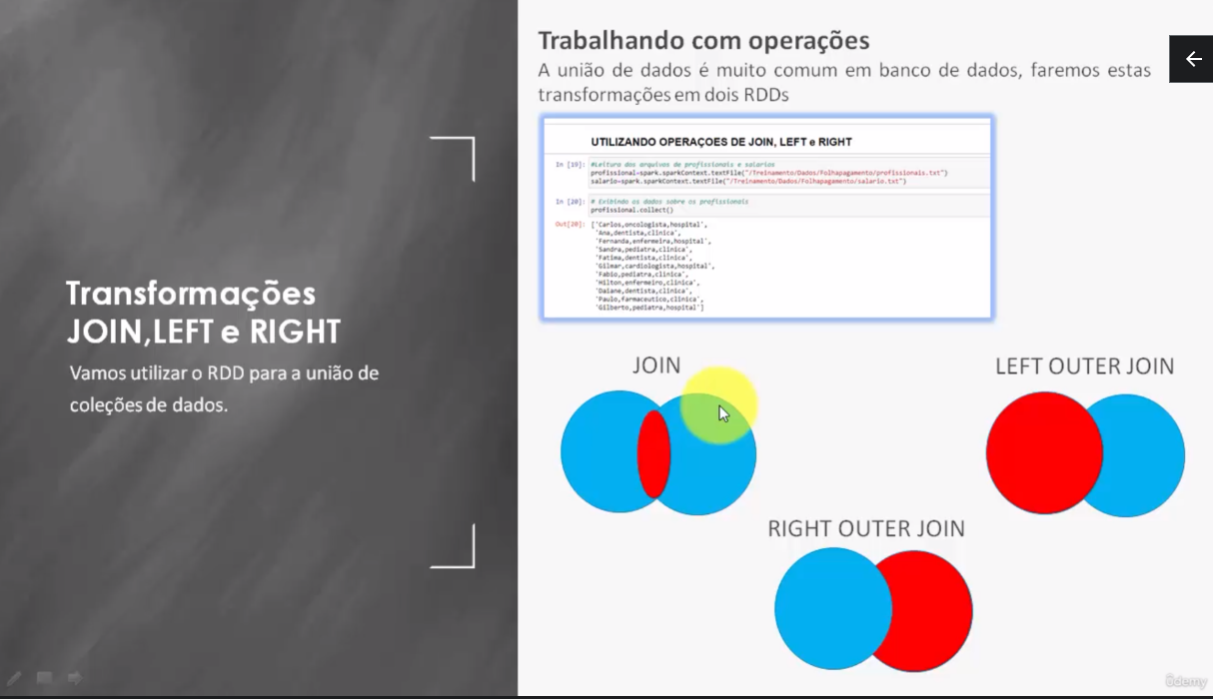 Transformações
JOIN,LEFT e RIGHT
Vamos utilizar o RDD para a união de
coleções de dados.
Trabalhando com operações
A união de dados é muito comum em banco de dados, faremos estas
transformações em dois RDDs
UTILIZANDO OPERAÇOES DE JOIN, LEFT e RIGHT
In [19]: #Leitura dos arquivos de profissionais e salarios
profissional=spark.sparkContext.textFile("/Treinamento/Dados/Folhapagamento/profissionais.txt")
salario=spark.sparkContext.textFile("/Treinamento/Dados/Folhapagamento/salario.txt")
In [20]: # Exibindo os dados sobre os profissionais
profissional.collect()
Out[20]: ['Carlos,oncologista,hospital',
'Ana,dentista,clinica',
'Fernanda,enfermeira,hospital',
'Sandra,pediatra,clinica',
'Fatima,dentista,clinica',
'Gilmar,cardiologista,hospital',
'Fabio,pediatra,clinica',
'Hilton,enfermeiro,clinica',
'Daiane,dentista,clinica',
'Paulo,farmaceutico,clinica',
'Gilberto,pediatra,hospital']
JOIN
LEFT OUTER JOIN
RIGHT OUTER JOIN
ûdemy